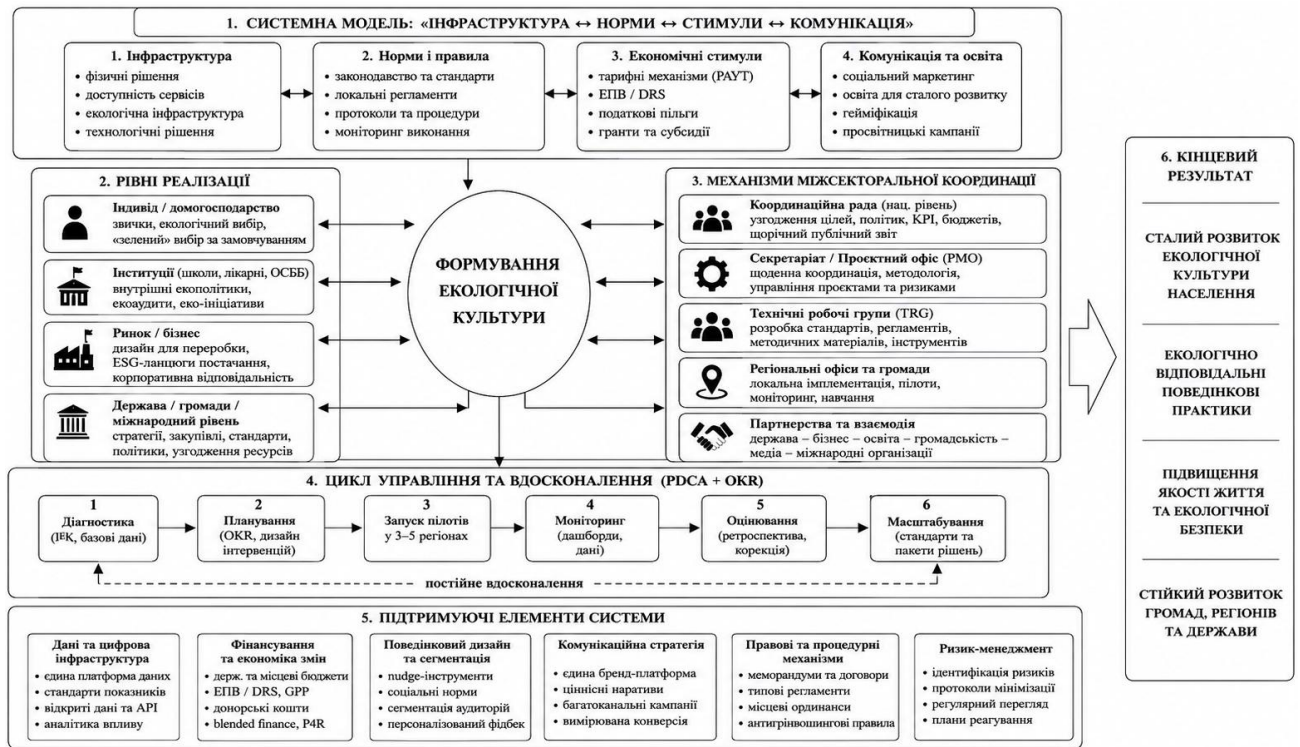 1. СИСТЕМНА МОДЕЛЬ: «ІНФРАСТРУКТУРА ↔ НОРМИ ↔ СТИМУЛИ ↔ КОМУНІКАЦІЯ»
1. Інфраструктура
• фізичні рішення
• доступність сервісів
• екологічна інфраструктура
• технологічні рішення
2. Норми і правила
• законодавство та стандарти
• локальні регламенти
• протоколи та процедури
• моніторинг виконання
3. Економічні стимули
• тарифні механізми (PAYT)
• ЕПВ / DRS
• податкові пільги
• гранти та субсидії
4. Комунікація та освіта
• соціальний маркетинг
• освіта для сталого розвитку
• гейміфікація
• просвітницькі кампанії
2. РІВНІ РЕАЛІЗАЦІЇ
Індивід / домогосподарство
звички, екологічний вибір,
«зелений» вибір за замовчуванням
Інституції (школи, лікарні, ОСББ)
внутрішні екополітики,
екоаудити, еко-ініціативи
Ринок / бізнес
дизайн для переробки,
ESG-ланцюги постачання,
корпоративна відповідальність
Держава / громади /
міжнародний рівень
стратегії, закупівлі, стандарти,
політики, узгодження ресурсів
ФОРМУВАННЯ
ЕКОЛОГІЧНОЇ
КУЛЬТУРИ
3. МЕХАНІЗМИ МІЖСЕКТОРАЛЬНОЇ КООРДИНАЦІЇ
Координаційна рада (нац. рівень)
узгодження цілей, політик, KPI, бюджетів,
щорічний публічний звіт
Секретаріат / Проєктний офіс (PMO)
щоденна координація, методологія,
управління проєктами та ризиками
Технічні робочі групи (TRG)
розробка стандартів, регламентів,
методичних матеріалів, інструментів
Регіональні офіси та громади
локальна імплементація, пілоти,
моніторинг, навчання
Партнерства та взаємодія
держава – бізнес – освіта – громадськість –
медіа – міжнародні організації
4. ЦИКЛ УПРАВЛІННЯ ТА ВДОСКОНАЛЕННЯ (PDCA + OKR)
1
Діагностика
(ІЕК, базові дані)
2
Планування
(OKR, дизайн
інтервенцій)
3
Запуск пілотів
у 3–5 регіонах
4
Моніторинг
(дашборди,
дані)
5
Оцінювання
(ретроспектива,
корекція)
6
Масштабування
(стандарти та
пакети рішень)
постійне вдосконалення
5. ПІДТРИМУЮЧІ ЕЛЕМЕНТИ СИСТЕМИ
Дані та цифрова
інфраструктура
• єдина платформа даних
• стандарти показників
• відкриті дані та API
• аналітика впливу
Фінансування
та економіка змін
• держ. та місцеві бюджети
• ЕПВ / DRS, GPP
• донорські кошти
• blended finance, P4R
Поведінковий дизайн
та сегментація
• nudge-інструменти
• соціальні норми
• сегментація аудиторій
• персоналізований фідбек
Комунікаційна стратегія
• єдина бренд-платформа
• ціннісні наративи
• багатоканальні кампанії
• вимірювана конверсія
Правові та процедурні
механізми
• меморандуми та договори
• типові регламенти
• місцеві ординанси
• антигрінвошингові правила
Ризик-менеджмент
• ідентифікація ризиків
• протоколи мінімізації
• регулярний перегляд
• плани реагування
6. КІНЦЕВИЙ
РЕЗУЛЬТАТ
СТАЛИЙ РОЗВИТОК
ЕКОЛОГІЧНОЇ
КУЛЬТУРИ
НАСЕЛЕННЯ
ЕКОЛОГІЧНО
ВІДПОВІДАЛЬНІ
ПОВЕДІНКОВІ
ПРАКТИКИ
ПІДВИЩЕННЯ
ЯКОСТІ ЖИТТЯ
ТА ЕКОЛОГІЧНОЇ
БЕЗПЕКИ
СТІЙКИЙ РОЗВИТОК
ГРОМАД, РЕГІОНІВ
ТА ДЕРЖАВИ